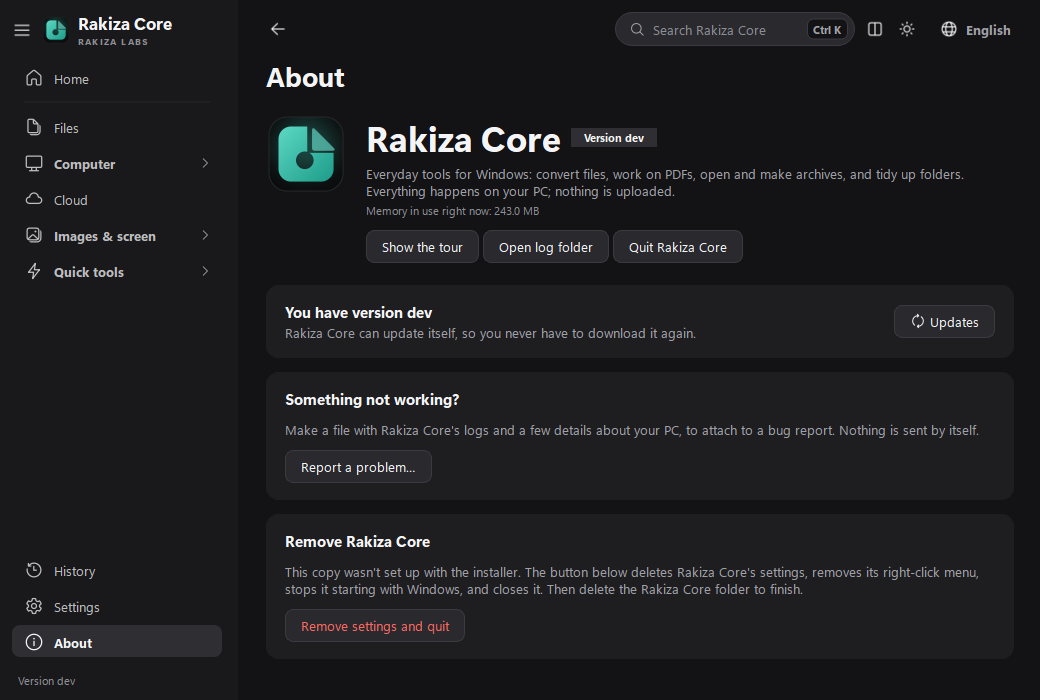 Rakiza Core
RAKIZA LABS
Home
Files
Computer
Cloud
Images & screen
Quick tools
History
Settings
About
Version dev
Search Rakiza Core
Ctrl K
English
About
Rakiza Core
Version dev
Everyday tools for Windows: convert files, work on PDFs, open and make archives, and tidy up folders.
Everything happens on your PC; nothing is uploaded.
Memory in use right now: 243.0 MB
Show the tour
Open log folder
Quit Rakiza Core
You have version dev
Rakiza Core can update itself, so you never have to download it again.
Updates
Something not working?
Make a file with Rakiza Core's logs and a few details about your PC, to attach to a bug report. Nothing is sent by itself.
Report a problem...
Remove Rakiza Core
This copy wasn't set up with the installer. The button below deletes Rakiza Core's settings, removes its right-click menu,
stops it starting with Windows, and closes it. Then delete the Rakiza Core folder to finish.
Remove settings and quit